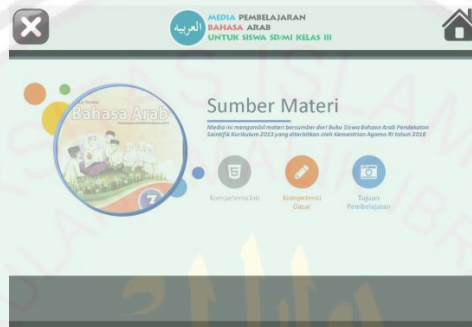 العربيه
MEDIA PEMBELAJARAN
BAHASA ARAB
UNTUK SISWA SD/MI KELAS III
Bahasa Arab
Sumber Materi
Media ini mengambil materi bersumber dari Buku Siswa Bahasa Arab Pendekatan
Saintifik Kurikulum 2013 yang diterbitkan oleh Kementrian Agama RI tahun 2016
Kompetensi Inti
Kompetensi
Dasar
Tujuan
Pembelajaran